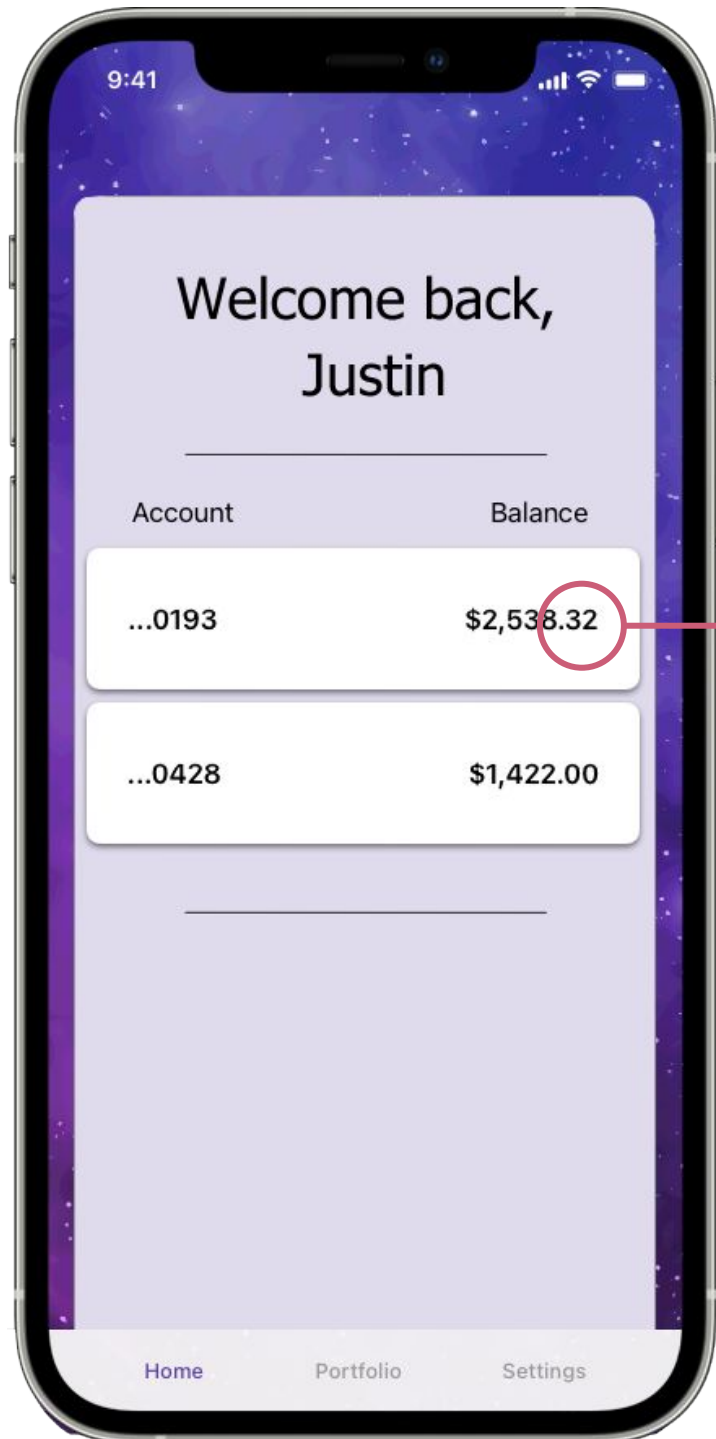 9:41
Welcome back,
Justin
Account Balance
...0193 $2,538.32
...0428 $1,422.00
Home Portfolio Settings